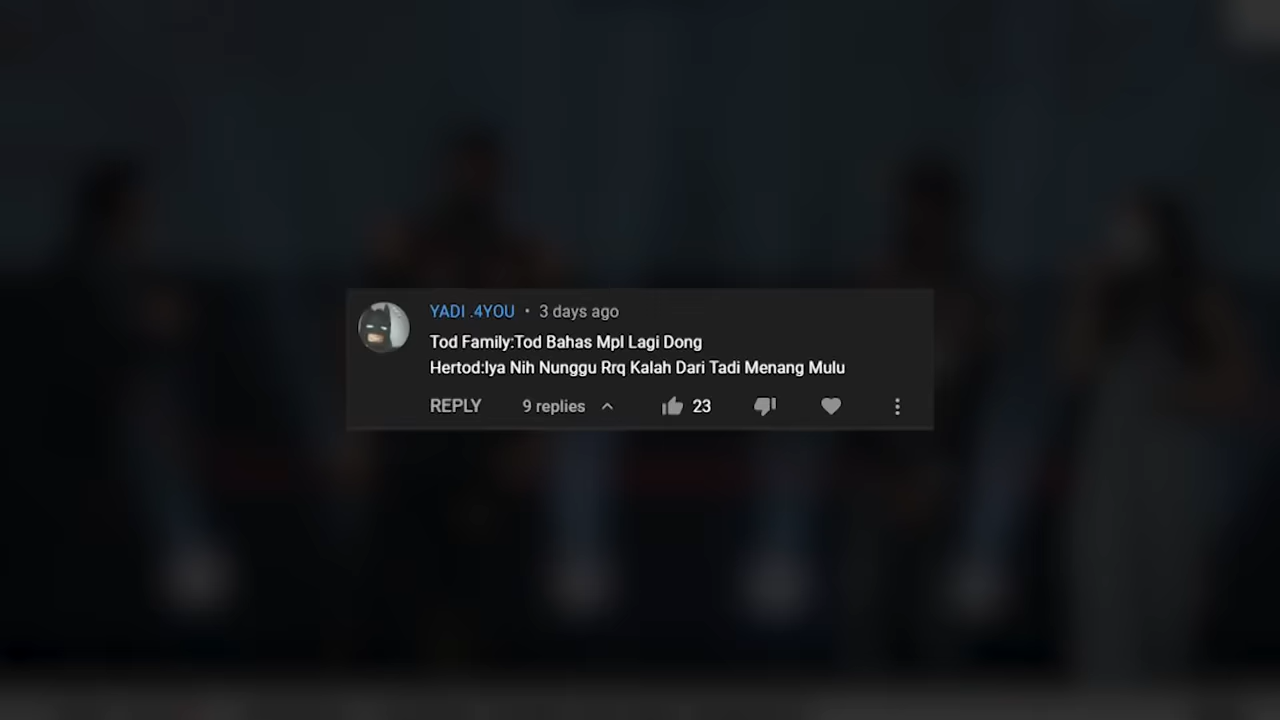 YADI .4YOU • 3 days ago
Tod Family:Tod Bahas Mpl Lagi Dong
Hertod:Iya Nih Nunggu Rrq Kalah Dari Tadi Menang Mulu
REPLY 9 replies 23